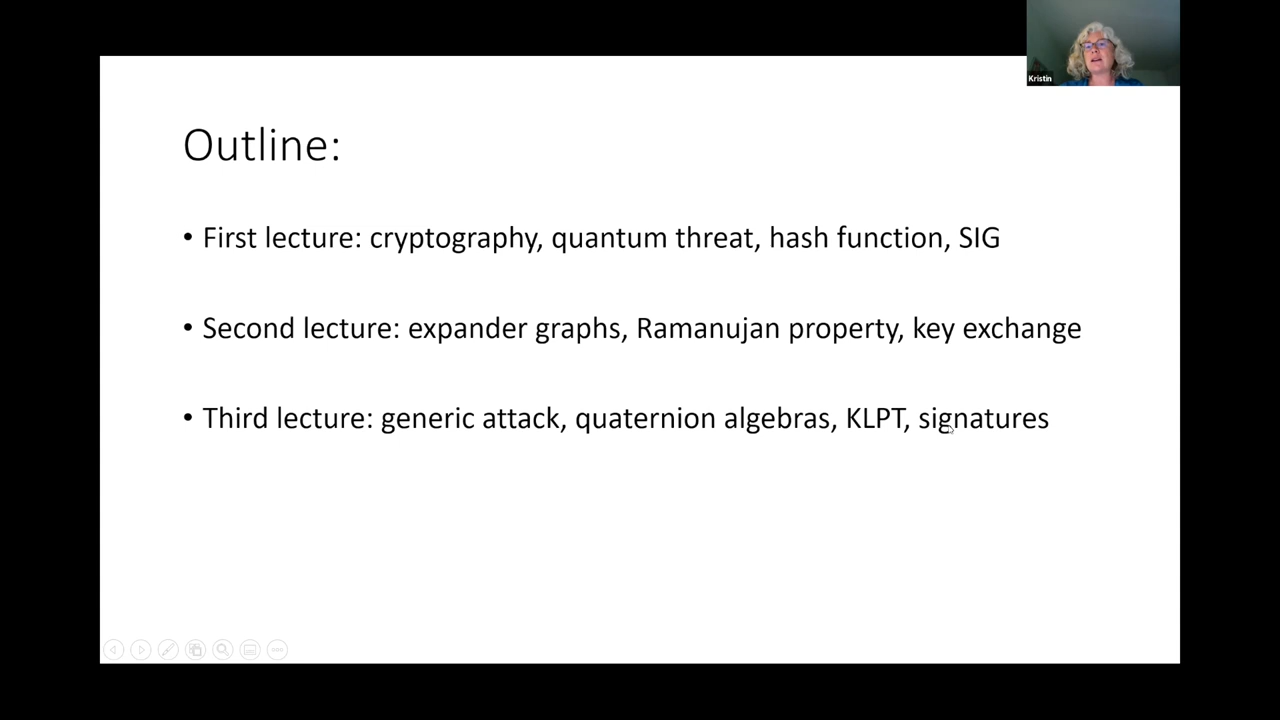 Kristin
Outline:
• First lecture: cryptography, quantum threat, hash function, SIG
• Second lecture: expander graphs, Ramanujan property, key exchange
• Third lecture: generic attack, quaternion algebras, KLPT, signatures